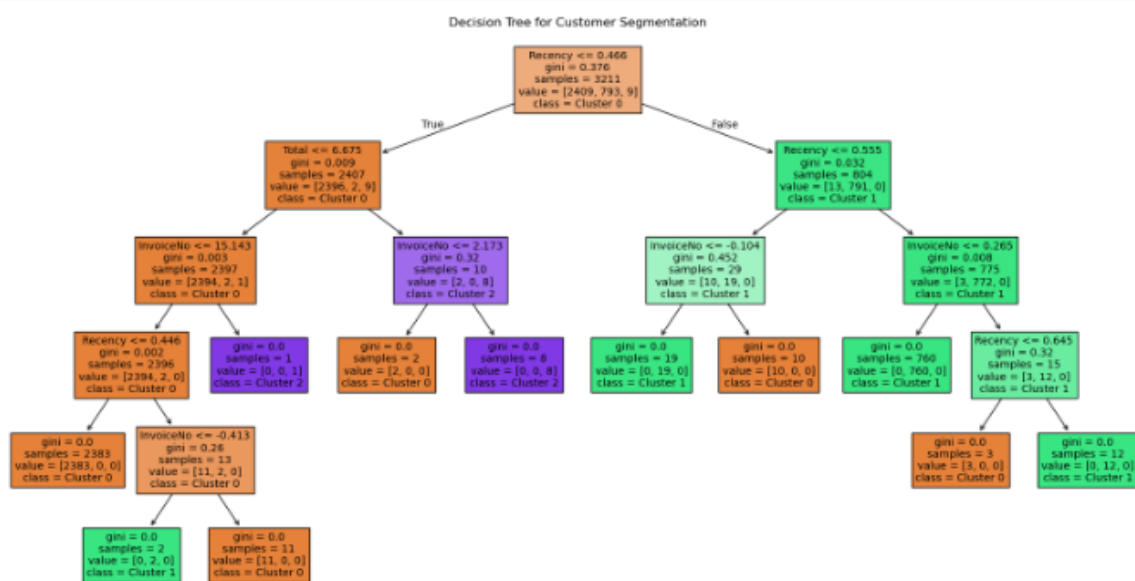 Decision Tree for Customer Segmentation
Recency <= 0.466
gini = 0.376
samples = 3211
value = [2409, 793, 9]
class = Cluster 0
True
False
Total <= 6.675
gini = 0.009
samples = 2407
value = [2396, 2, 9]
class = Cluster 0
Recency <= 0.555
gini = 0.032
samples = 804
value = [13, 791, 0]
class = Cluster 1
InvoiceNo <= 15.143
gini = 0.003
samples = 2397
value = [2394, 2, 1]
class = Cluster 0
InvoiceNo <= 2.173
gini = 0.32
samples = 10
value = [2, 0, 8]
class = Cluster 2
InvoiceNo <= -0.104
gini = 0.452
samples = 29
value = [10, 19, 0]
class = Cluster 1
InvoiceNo <= 0.265
gini = 0.008
samples = 775
value = [3, 772, 0]
class = Cluster 1
Recency <= 0.446
gini = 0.002
samples = 2396
value = [2394, 2, 0]
class = Cluster 0
gini = 0.0
samples = 1
value = [0, 0, 1]
class = Cluster 2
gini = 0.0
samples = 2
value = [2, 0, 0]
class = Cluster 0
gini = 0.0
samples = 8
value = [0, 0, 8]
class = Cluster 2
gini = 0.0
samples = 19
value = [0, 19, 0]
class = Cluster 1
gini = 0.0
samples = 10
value = [10, 0, 0]
class = Cluster 0
gini = 0.0
samples = 760
value = [0, 760, 0]
class = Cluster 1
Recency <= 0.645
gini = 0.32
samples = 15
value = [3, 12, 0]
class = Cluster 1
gini = 0.0
samples = 2383
value = [2383, 0, 0]
class = Cluster 0
InvoiceNo <= -0.413
gini = 0.26
samples = 13
value = [11, 2, 0]
class = Cluster 0
gini = 0.0
samples = 3
value = [3, 0, 0]
class = Cluster 0
gini = 0.0
samples = 12
value = [0, 12, 0]
class = Cluster 1
gini = 0.0
samples = 2
value = [0, 2, 0]
class = Cluster 1
gini = 0.0
samples = 11
value = [11, 0, 0]
class = Cluster 0